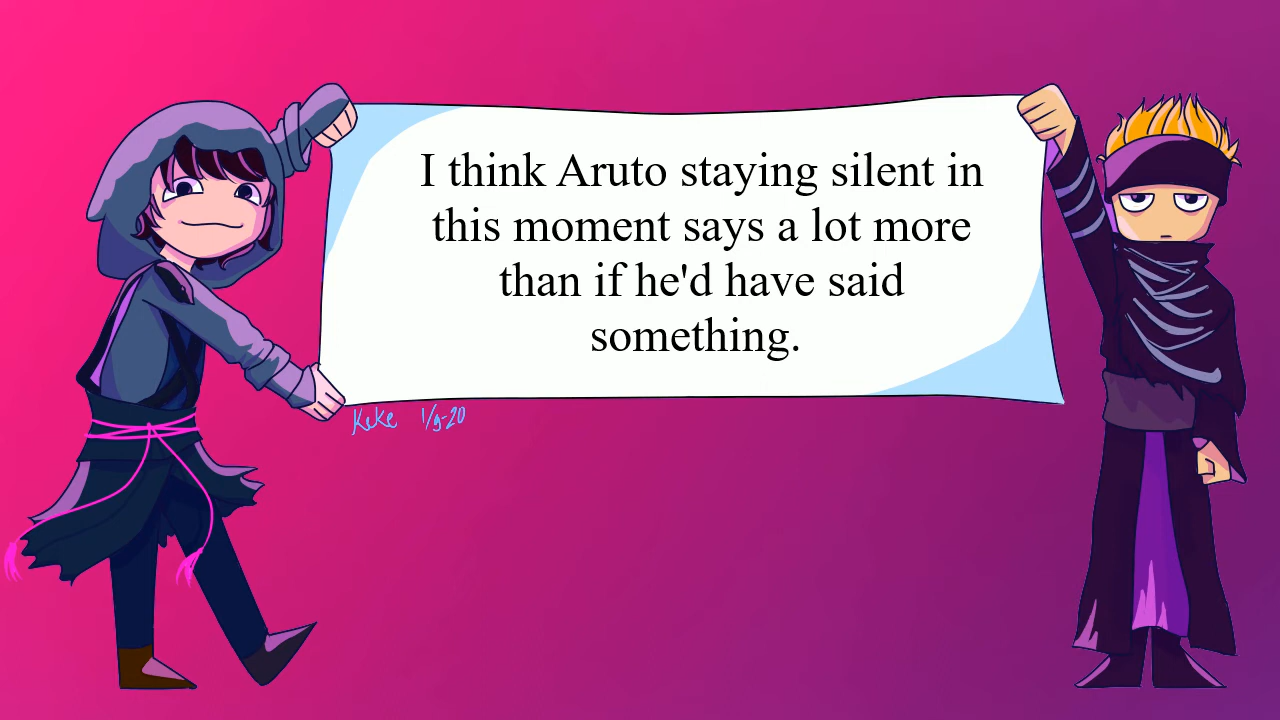 I think Aruto staying silent in
this moment says a lot more
than if he'd have said
something.
KeKe 1/9-20